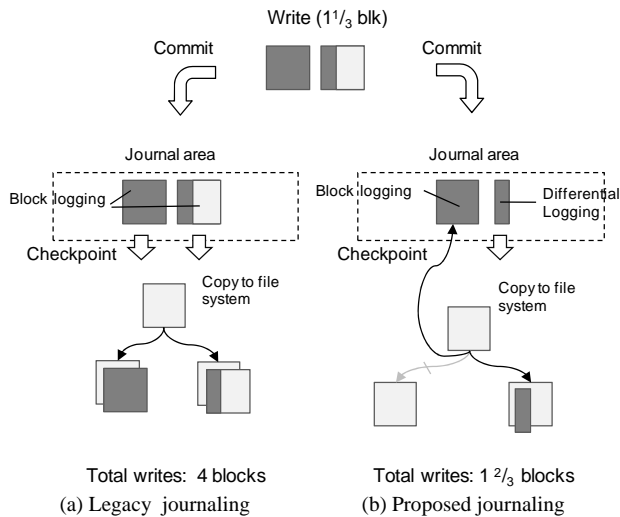 Write (1 1/3 blk)
Commit
Commit
Journal area
Block logging
Checkpoint
Copy to file
system
Total writes: 4 blocks
(a) Legacy journaling
Journal area
Block logging
Differential
Logging
Checkpoint
Copy to file
system
Total writes: 1 2/3 blocks
(b) Proposed journaling